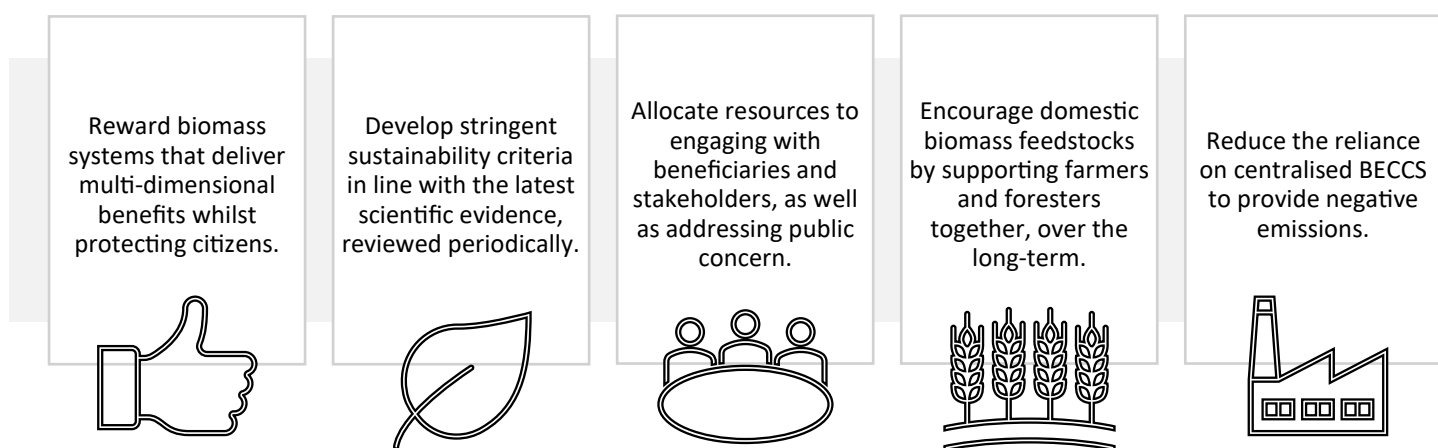 Reward biomass
systems that deliver
multi-dimensional
benefits whilst
protecting citizens.
Develop stringent
sustainability criteria
in line with the latest
scientific evidence,
reviewed periodically.
Allocate resources to
engaging with
beneficiaries and
stakeholders, as well
as addressing public
concern.
Encourage domestic
biomass feedstocks
by supporting farmers
and foresters
together, over the
long-term.
Reduce the reliance
on centralised BECCS
to provide negative
emissions.